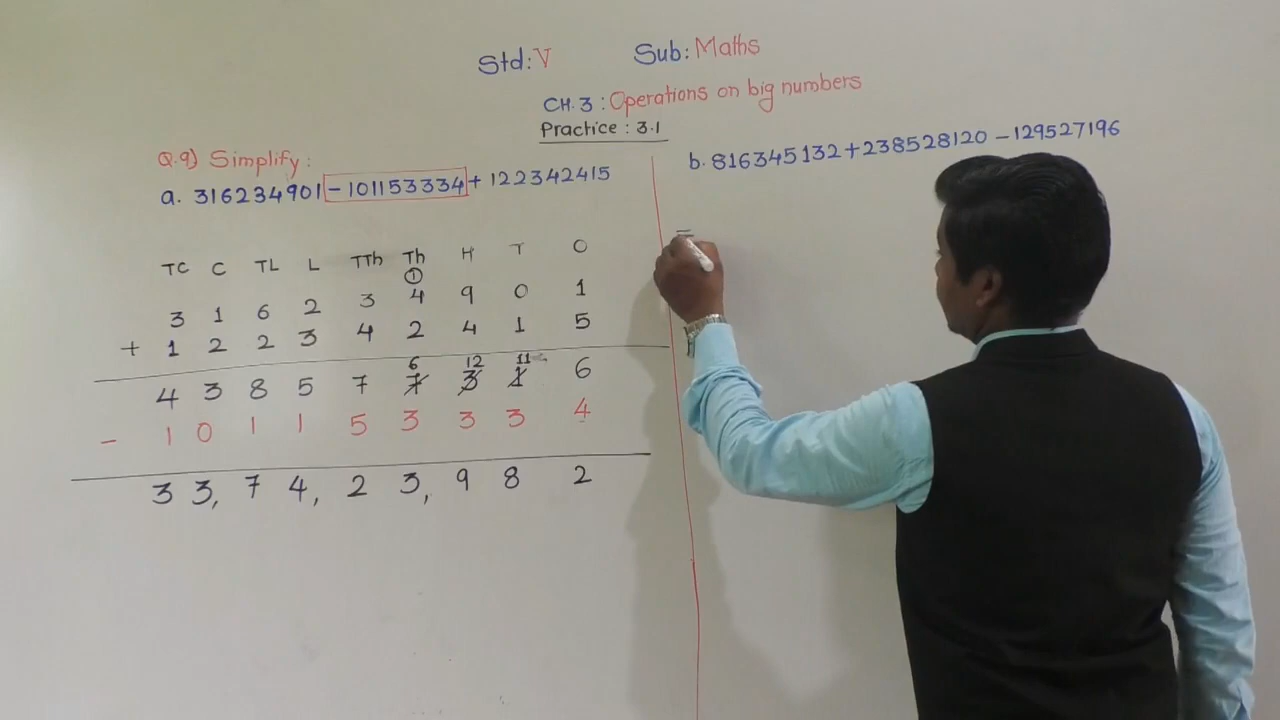 Std: V Sub: Maths
CH. 3 : Operations on big numbers
Practice : 3.1
Q.9) Simplify :
a. 316234901 - 101153334 + 122342415
TC C TL L TTh Th H T O
1
3 1 6 2 3 4 9 0 1
+ 1 2 2 3 4 2 4 1 5
6 12 11
4 3 8 5 7 7 3 1 6
- 1 0 1 1 5 3 3 3 4
3 3, 7 4, 2 3, 9 8 2
b. 816345132 + 238528120 - 129527196